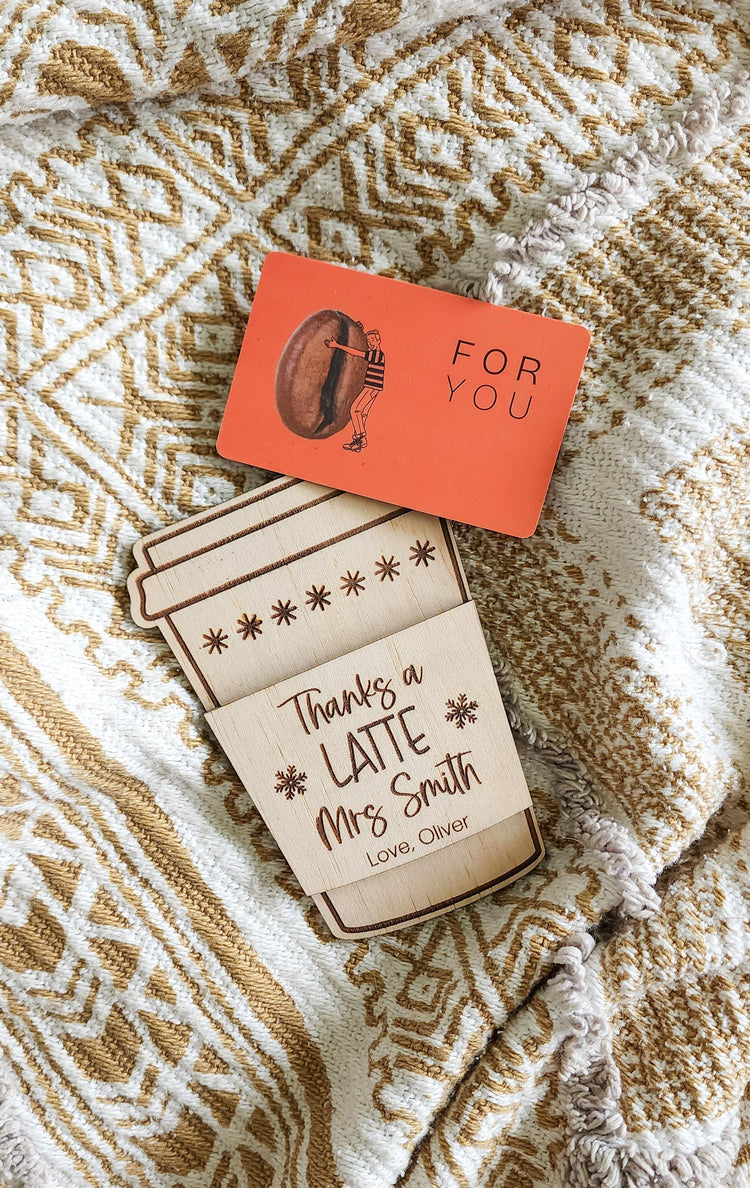 FOR
YOU
Thanks a
LATTE
Mrs Smith
Love, Oliver